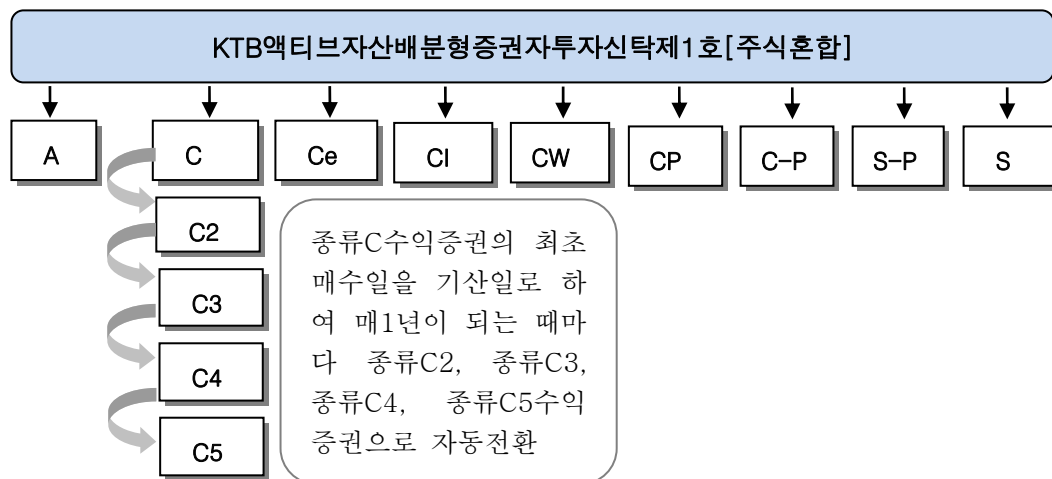 KTB액티브자산배분형증권자투자신탁제1호[주식혼합]
A
C
Ce
CI
CW
CP
C-P
S-P
S
C2
C3
C4
C5
종류C수익증권의 최초
매수일을 기산일로 하
여 매1년이 되는 때마
다 종류C2, 종류C3,
종류C4, 종류C5수익
증권으로 자동전환